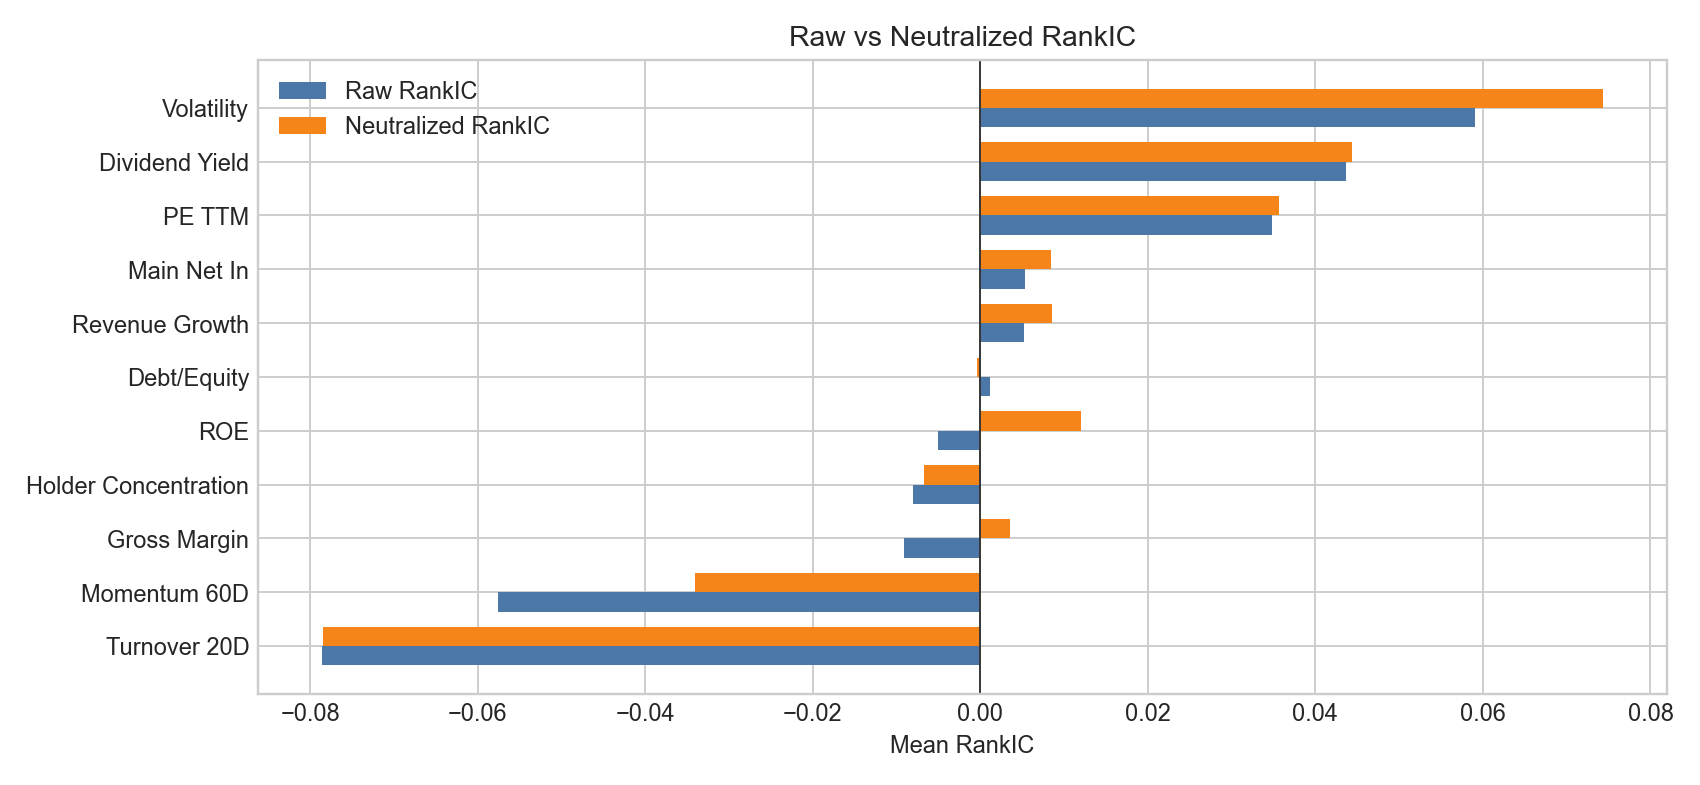 Raw vs Neutralized RankIC
Raw RankIC
Neutralized RankIC
Volatility
Dividend Yield
PE TTM
Main Net In
Revenue Growth
Debt/Equity
ROE
Holder Concentration
Gross Margin
Momentum 60D
Turnover 20D
−0.08 −0.06 −0.04 −0.02 0.00 0.02 0.04 0.06 0.08
Mean RankIC